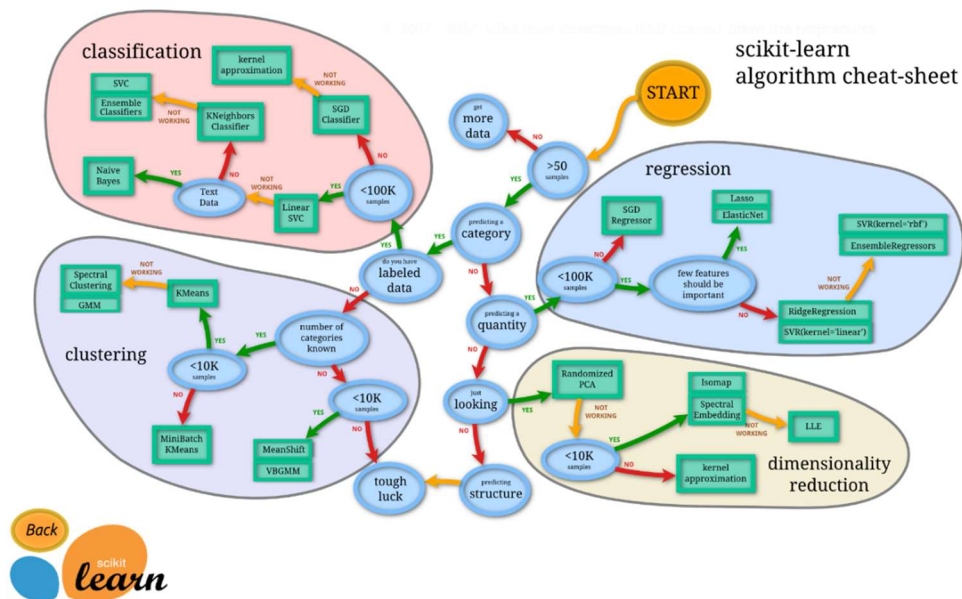 scikit-learn
algorithm cheat-sheet
START
classification
kernel
approximation
NOT
WORKING
SVC
Ensemble
Classifiers
NOT
WORKING
KNeighbors
Classifier
SGD
Classifier
NO
NO
YES
Naive
Bayes
Text
Data
NOT
WORKING
Linear
SVC
YES
<100K
samples
YES
get
more
data
NO
>50
samples
YES
predicting a
category
YES
do you have
labeled
data
NO
NO
predicting a
quantity
YES
NO
just
looking
YES
NO
predicting
structure
tough
luck
regression
SGD
Regressor
NO
<100K
samples
YES
Lasso
ElasticNet
YES
few features
should be
important
NO
SVR(kernel='rbf')
EnsembleRegressors
NOT
WORKING
RidgeRegression
SVR(kernel='linear')
clustering
Spectral
Clustering
GMM
NOT
WORKING
KMeans
YES
number of
categories
known
YES
<10K
samples
NO
NO
<10K
samples
YES
NO
MiniBatch
KMeans
MeanShift
VBGMM
Randomized
PCA
NOT
WORKING
<10K
samples
YES
NO
Isomap
Spectral
Embedding
NOT
WORKING
LLE
kernel
approximation
dimensionality
reduction
Back
scikit
learn